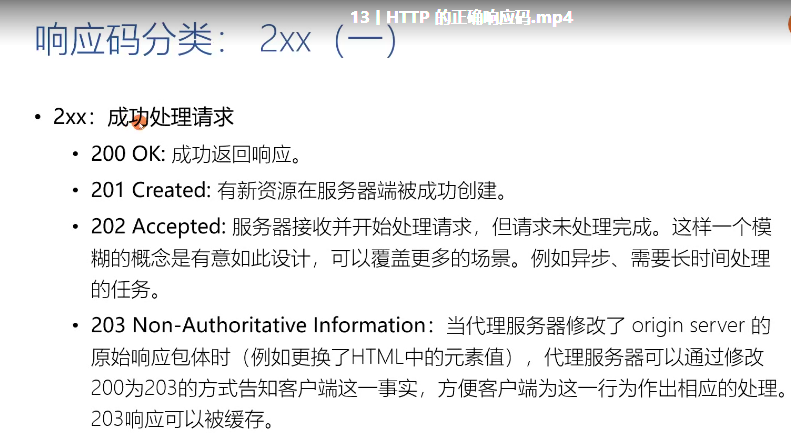 13 | HTTP 的正确响应码.mp4
响应码分类： 2xx（一）
• 2xx：成功处理请求
• 200 OK: 成功返回响应。
• 201 Created: 有新资源在服务器端被成功创建。
• 202 Accepted: 服务器接收并开始处理请求，但请求未处理完成。这样一个模
糊的概念是有意如此设计，可以覆盖更多的场景。例如异步、需要长时间处理
的任务。
• 203 Non-Authoritative Information：当代理服务器修改了 origin server 的
原始响应包体时（例如更换了HTML中的元素值），代理服务器可以通过修改
200为203的方式告知客户端这一事实，方便客户端为这一行为作出相应的处理。
203响应可以被缓存。